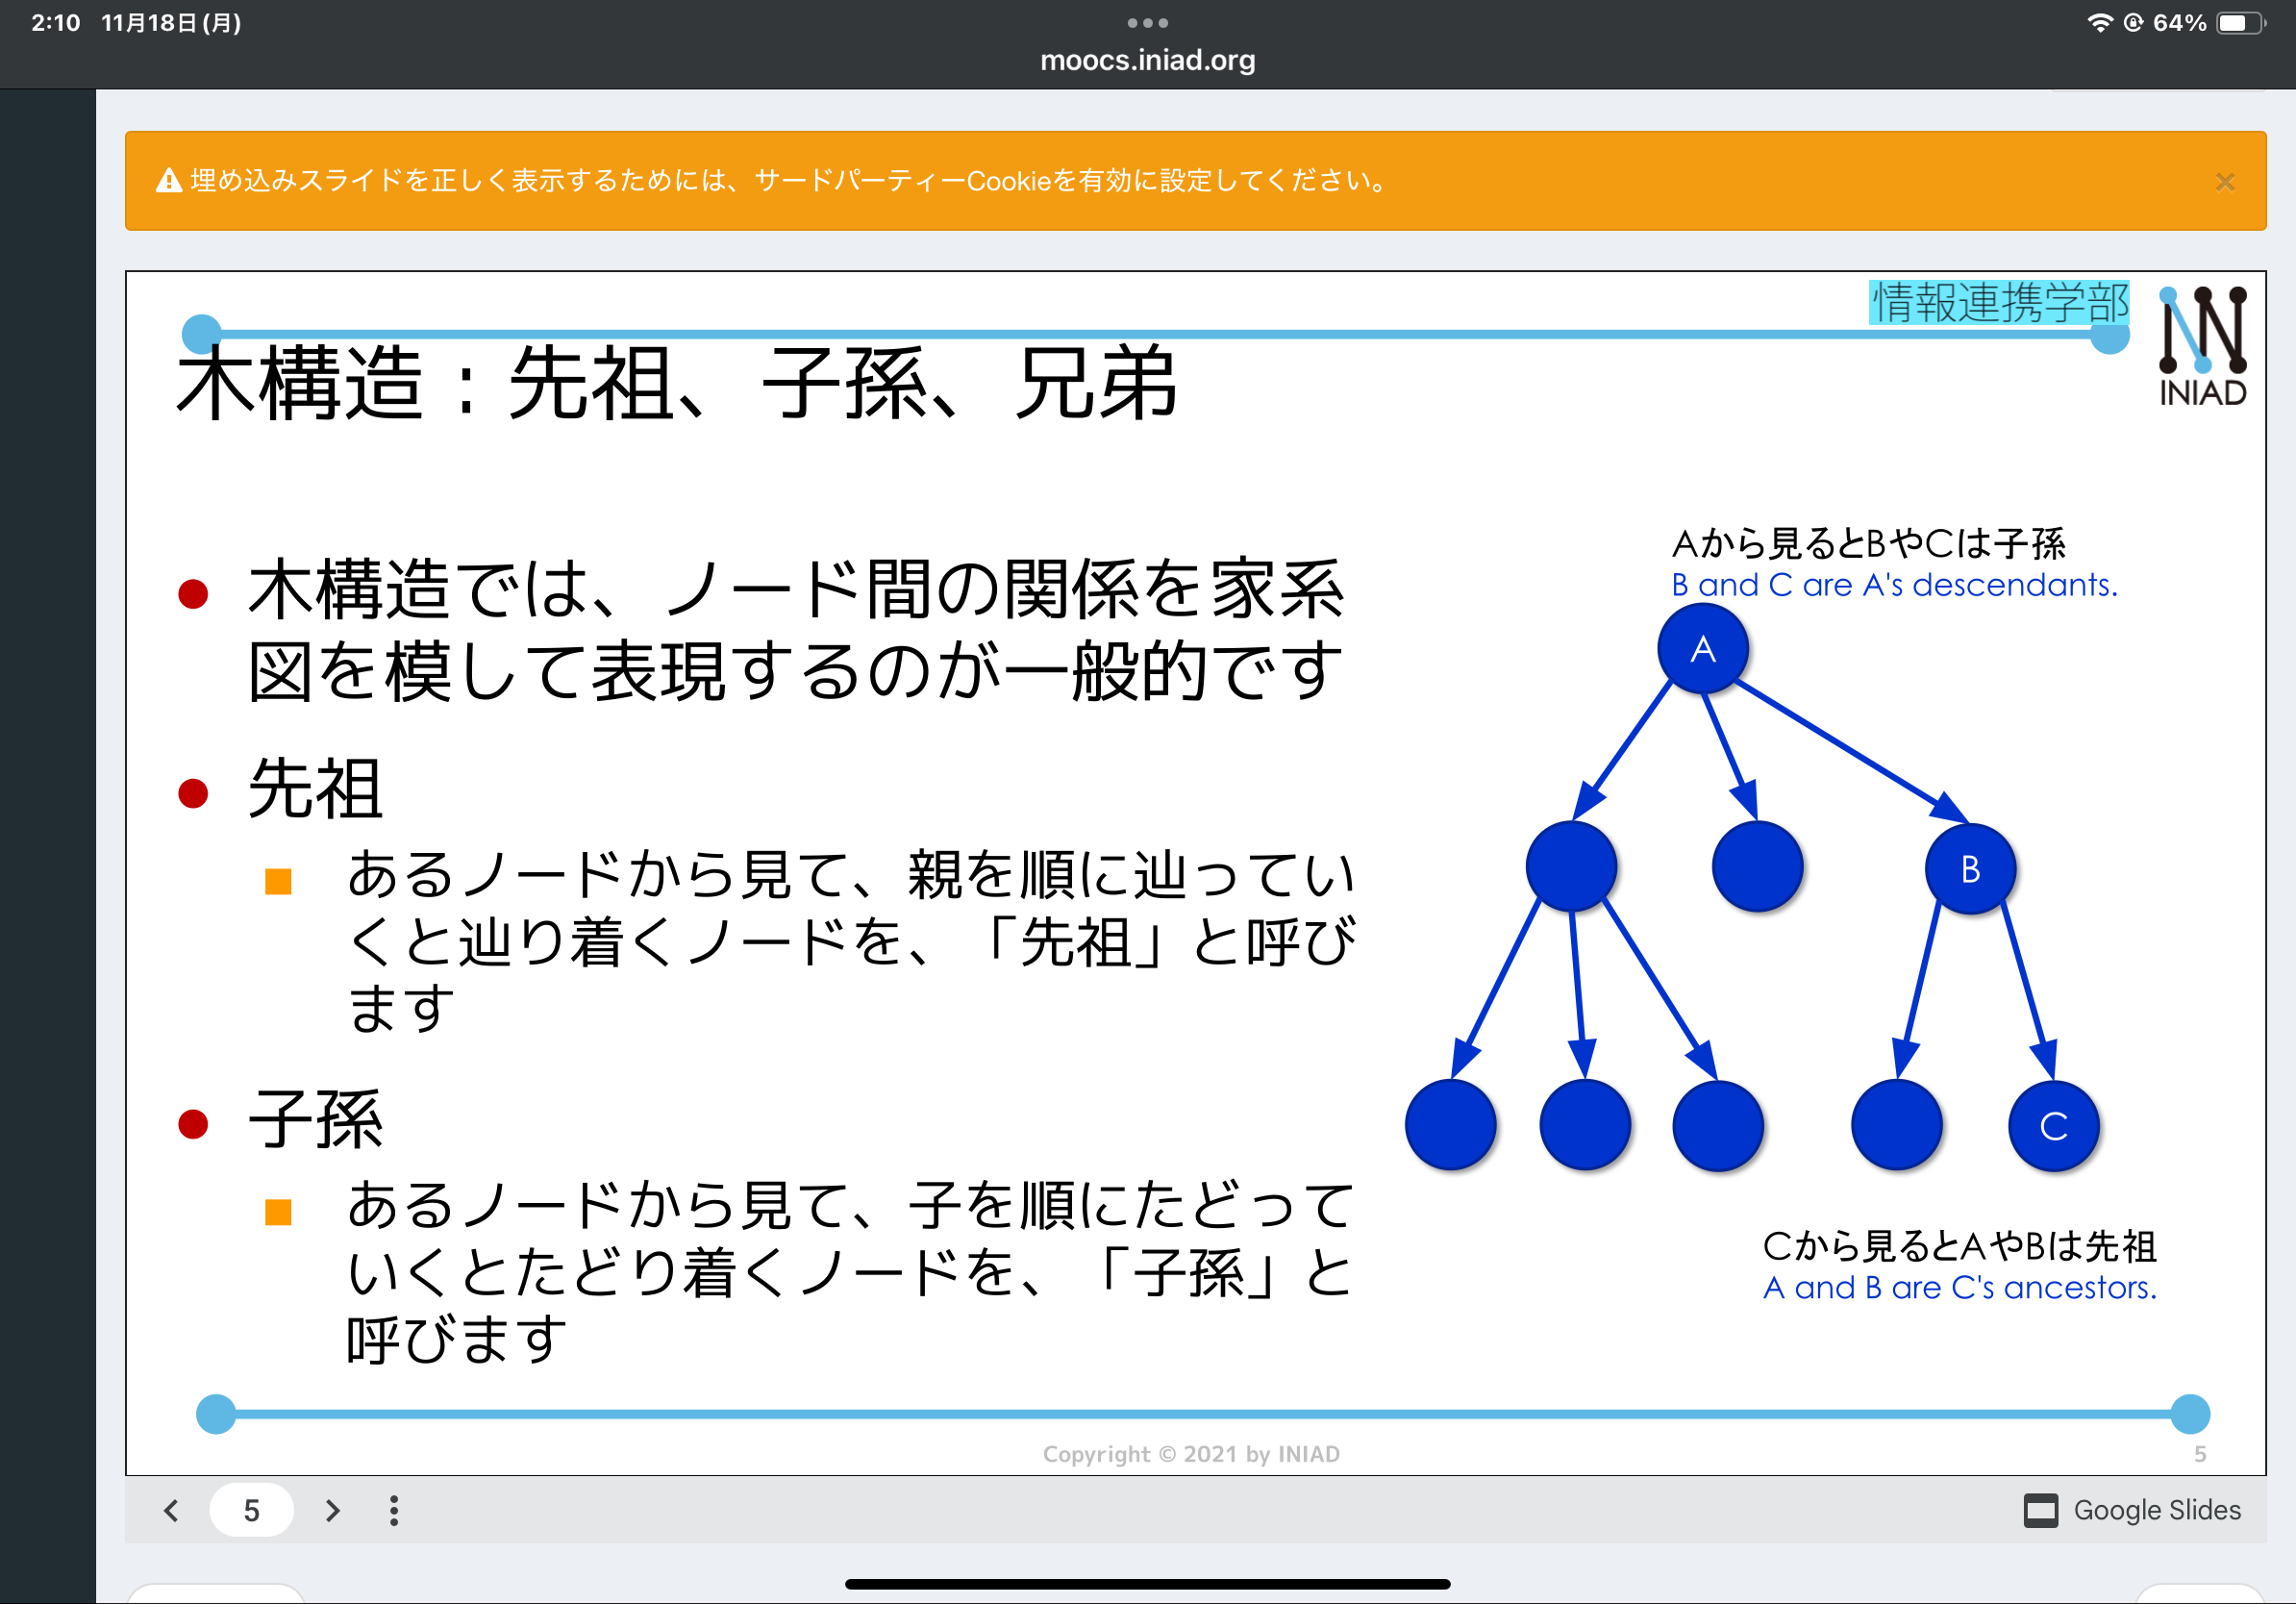 2:10 11月18日(月)
64%
moocs.iniad.org
埋め込みスライドを正しく表示するためには、サードパーティーCookieを有効に設定してください。
×
情報連携学部
INIAD
木構造：先祖、子孫、兄弟
木構造では、ノード間の関係を家系
図を模して表現するのが一般的です
先祖
あるノードから見て、親を順に辿ってい
くと辿り着くノードを、「先祖」と呼び
ます
子孫
あるノードから見て、子を順にたどって
いくとたどり着くノードを、「子孫」と
呼びます
Aから見るとBやCは子孫
B and C are A's descendants.
A
B
C
Cから見るとAやBは先祖
A and B are C's ancestors.
Copyright © 2021 by INIAD
5
5
Google Slides